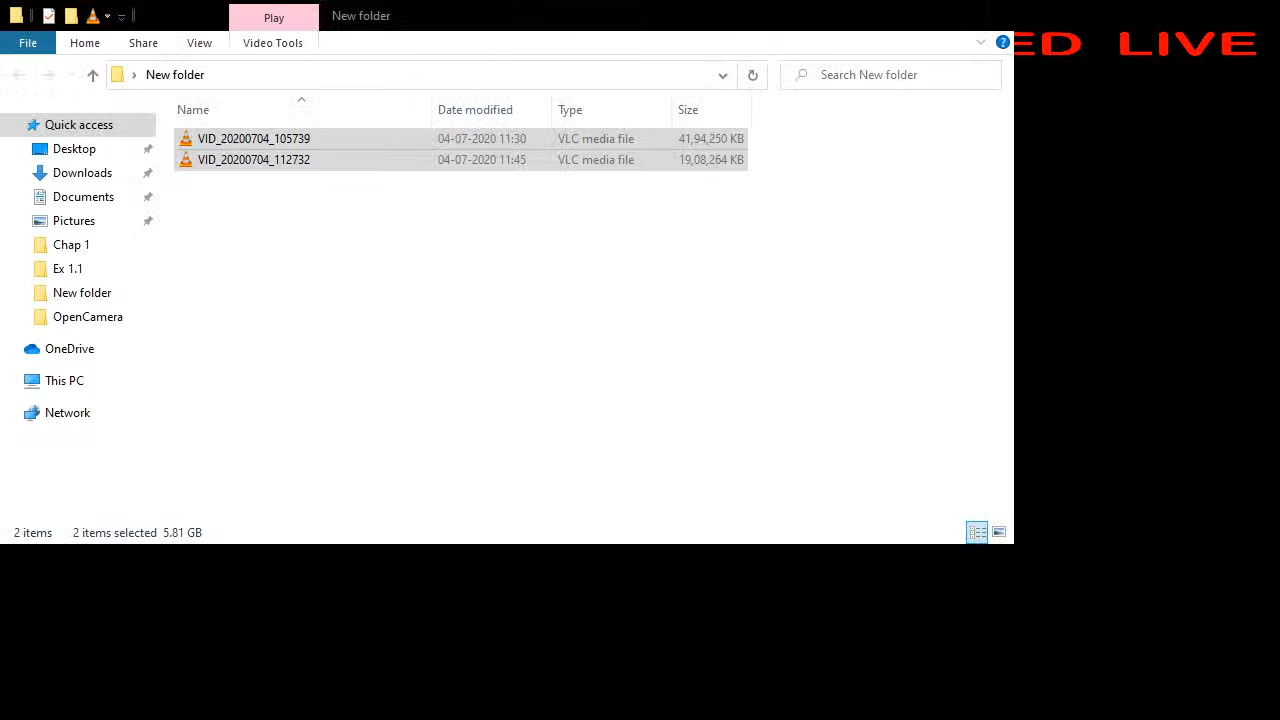 Play New folder
File Home Share View Video Tools
ED LIVE
New folder Search New folder
Name Date modified Type Size
Quick access
Desktop
Downloads
Documents
Pictures
Chap 1
Ex 1.1
New folder
OpenCamera
OneDrive
This PC
Network
VID_20200704_105739 04-07-2020 11:30 VLC media file 41,94,250 KB
VID_20200704_112732 04-07-2020 11:45 VLC media file 19,08,264 KB
2 items 2 items selected 5.81 GB